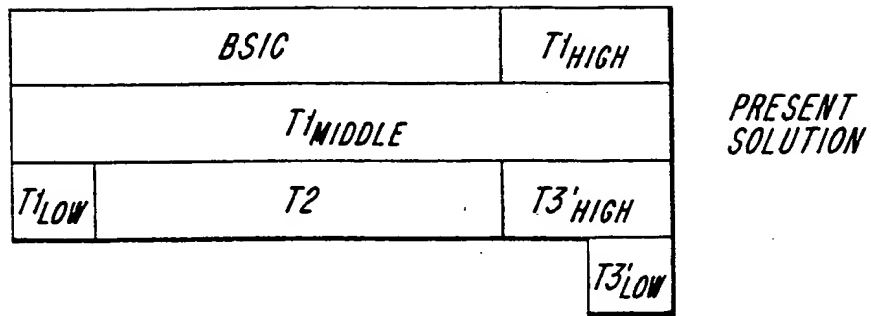 BSIC T1HIGH
T1MIDDLE
PRESENT
SOLUTION
T1LOW T2 T3'HIGH
T3'LOW